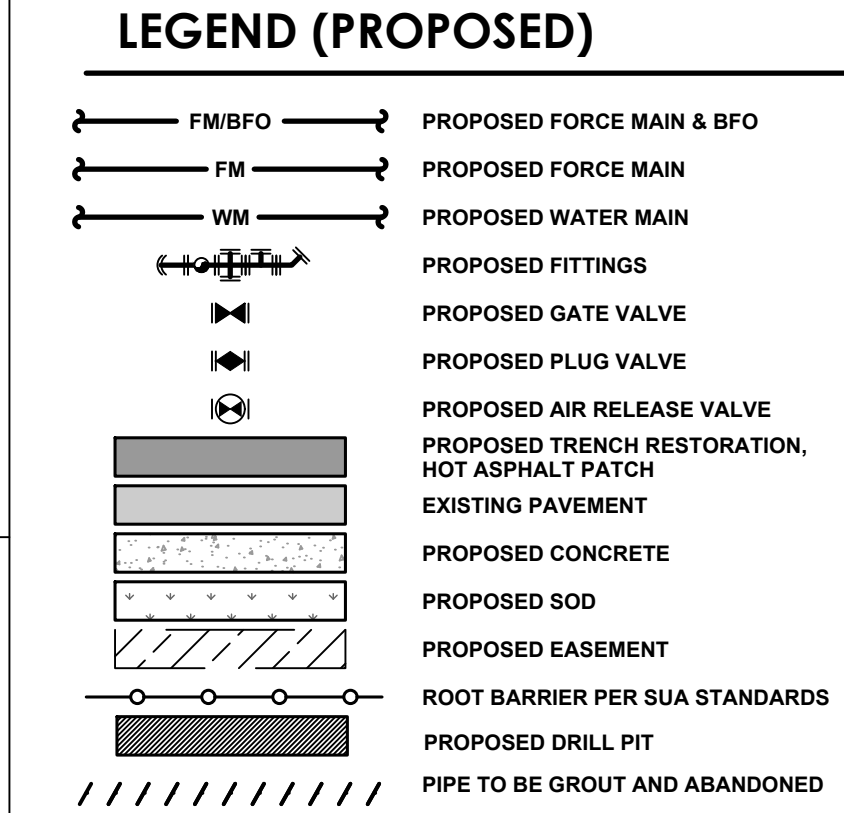 LEGEND (PROPOSED)
FM/BFO PROPOSED FORCE MAIN & BFO
FM PROPOSED FORCE MAIN
WM PROPOSED WATER MAIN
PROPOSED FITTINGS
PROPOSED GATE VALVE
PROPOSED PLUG VALVE
PROPOSED AIR RELEASE VALVE
PROPOSED TRENCH RESTORATION,
HOT ASPHALT PATCH
EXISTING PAVEMENT
PROPOSED CONCRETE
PROPOSED SOD
PROPOSED EASEMENT
ROOT BARRIER PER SUA STANDARDS
PROPOSED DRILL PIT
PIPE TO BE GROUT AND ABANDONED